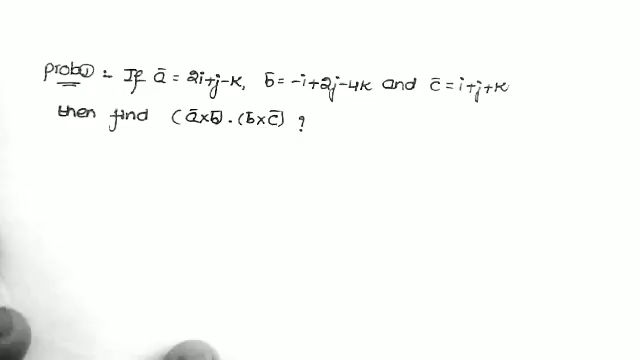 prob① :- If ā = 2i+j-k, b̄ = -i+2j-4k and c̄ = i+j+k
then find (ā×b̄) . (b̄×c̄) ?